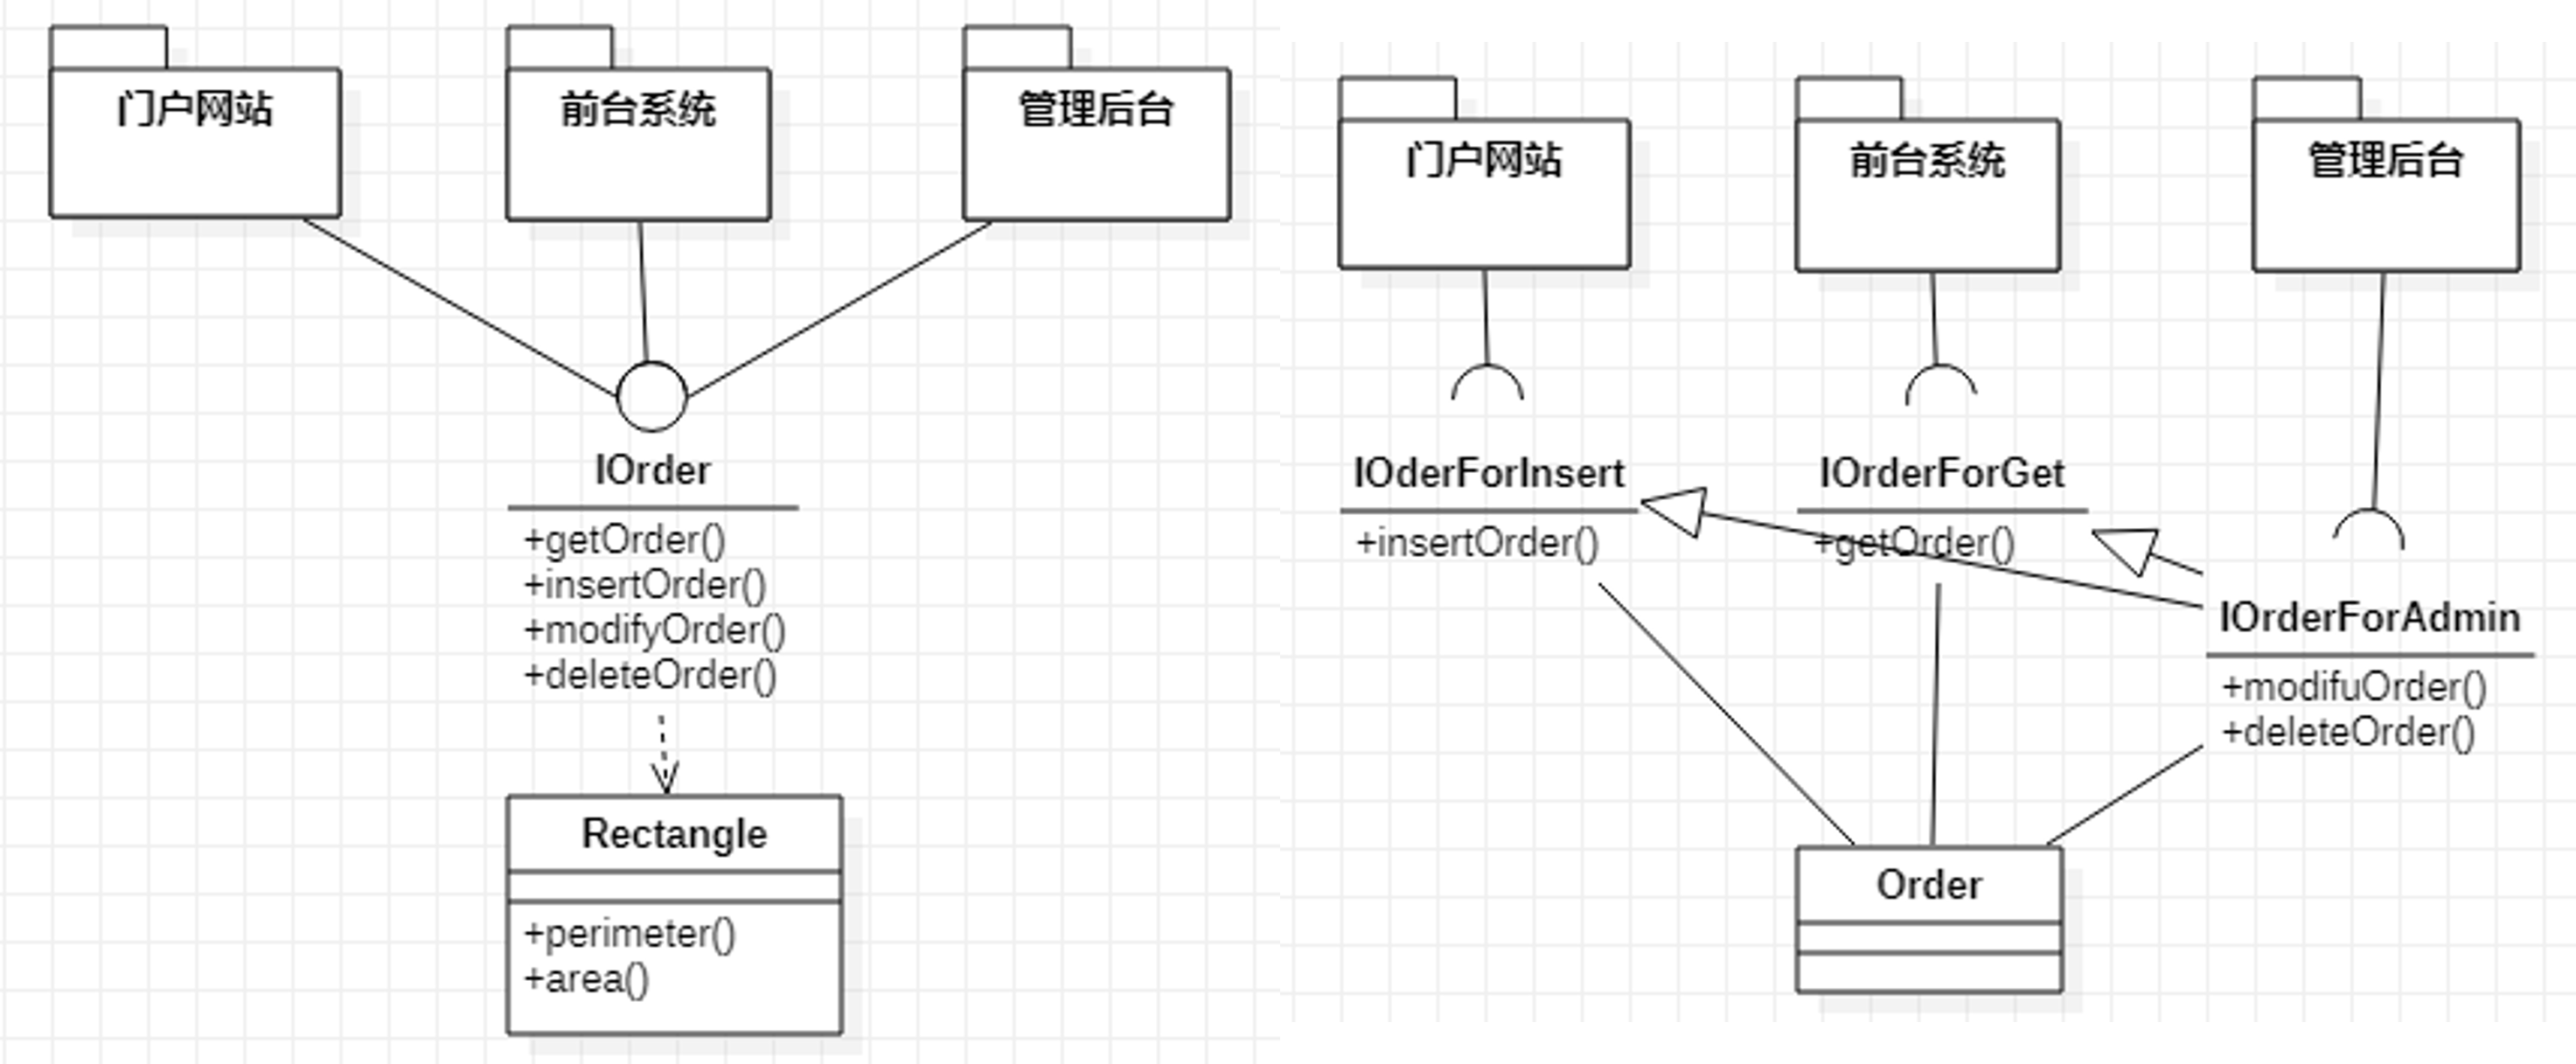 门户网站
前台系统
管理后台
IOrder
+getOrder()
+insertOrder()
+modifyOrder()
+deleteOrder()
Rectangle
+perimeter()
+area()
门户网站
前台系统
管理后台
IOderForInsert
+insertOrder()
IOrderForGet
+getOrder()
IOrderForAdmin
+modifuOrder()
+deleteOrder()
Order